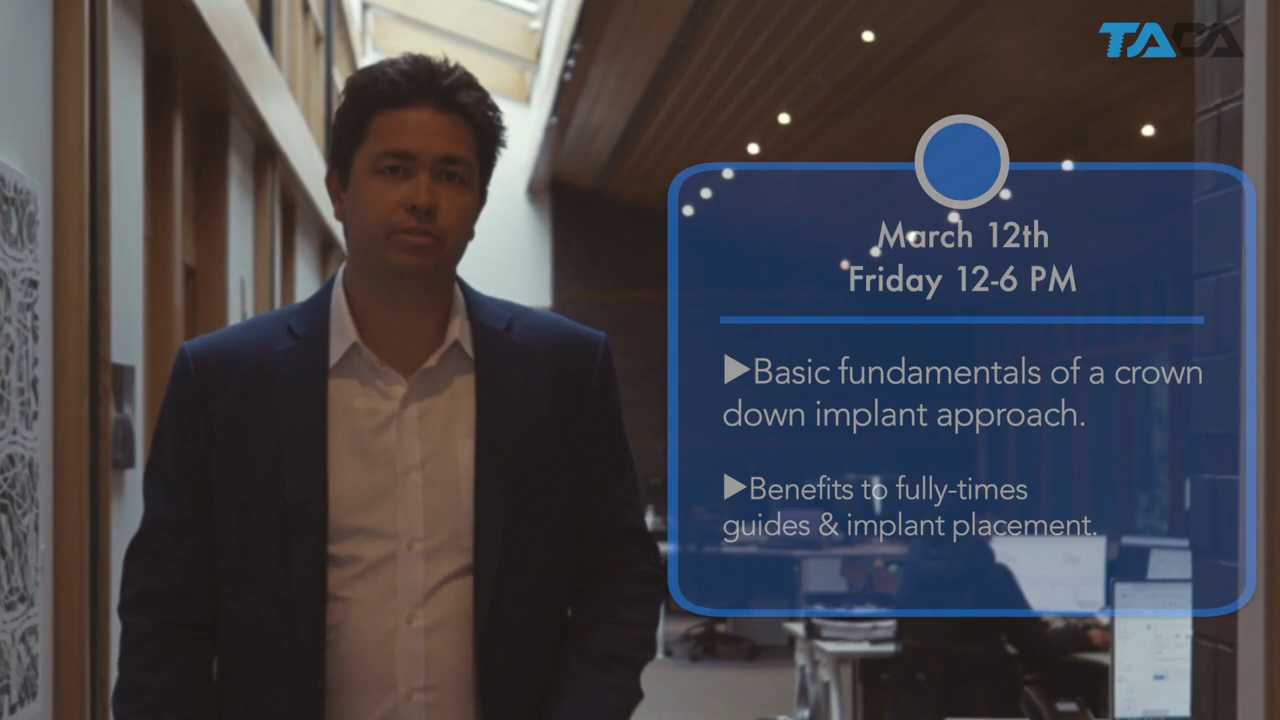 TADA
March 12th
Friday 12-6 PM
▶Basic fundamentals of a crown
down implant approach.
▶Benefits to fully-times
guides & implant placement.